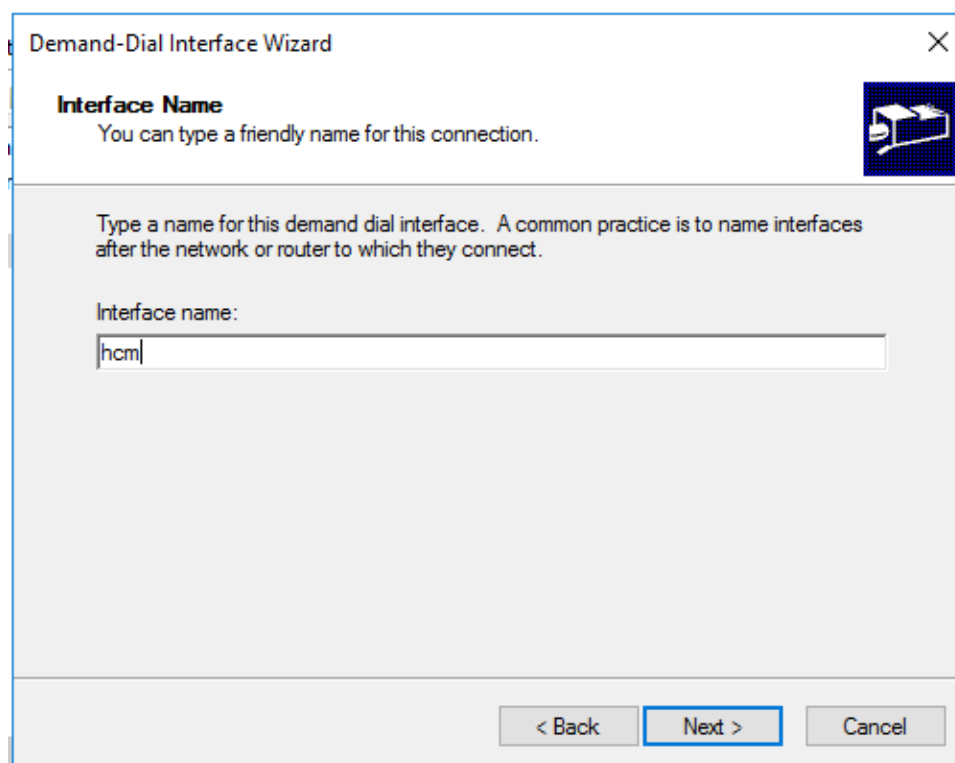 Demand-Dial Interface Wizard
Interface Name
You can type a friendly name for this connection.
Type a name for this demand dial interface. A common practice is to name interfaces
after the network or router to which they connect.
Interface name:
hcm
< Back
Next >
Cancel